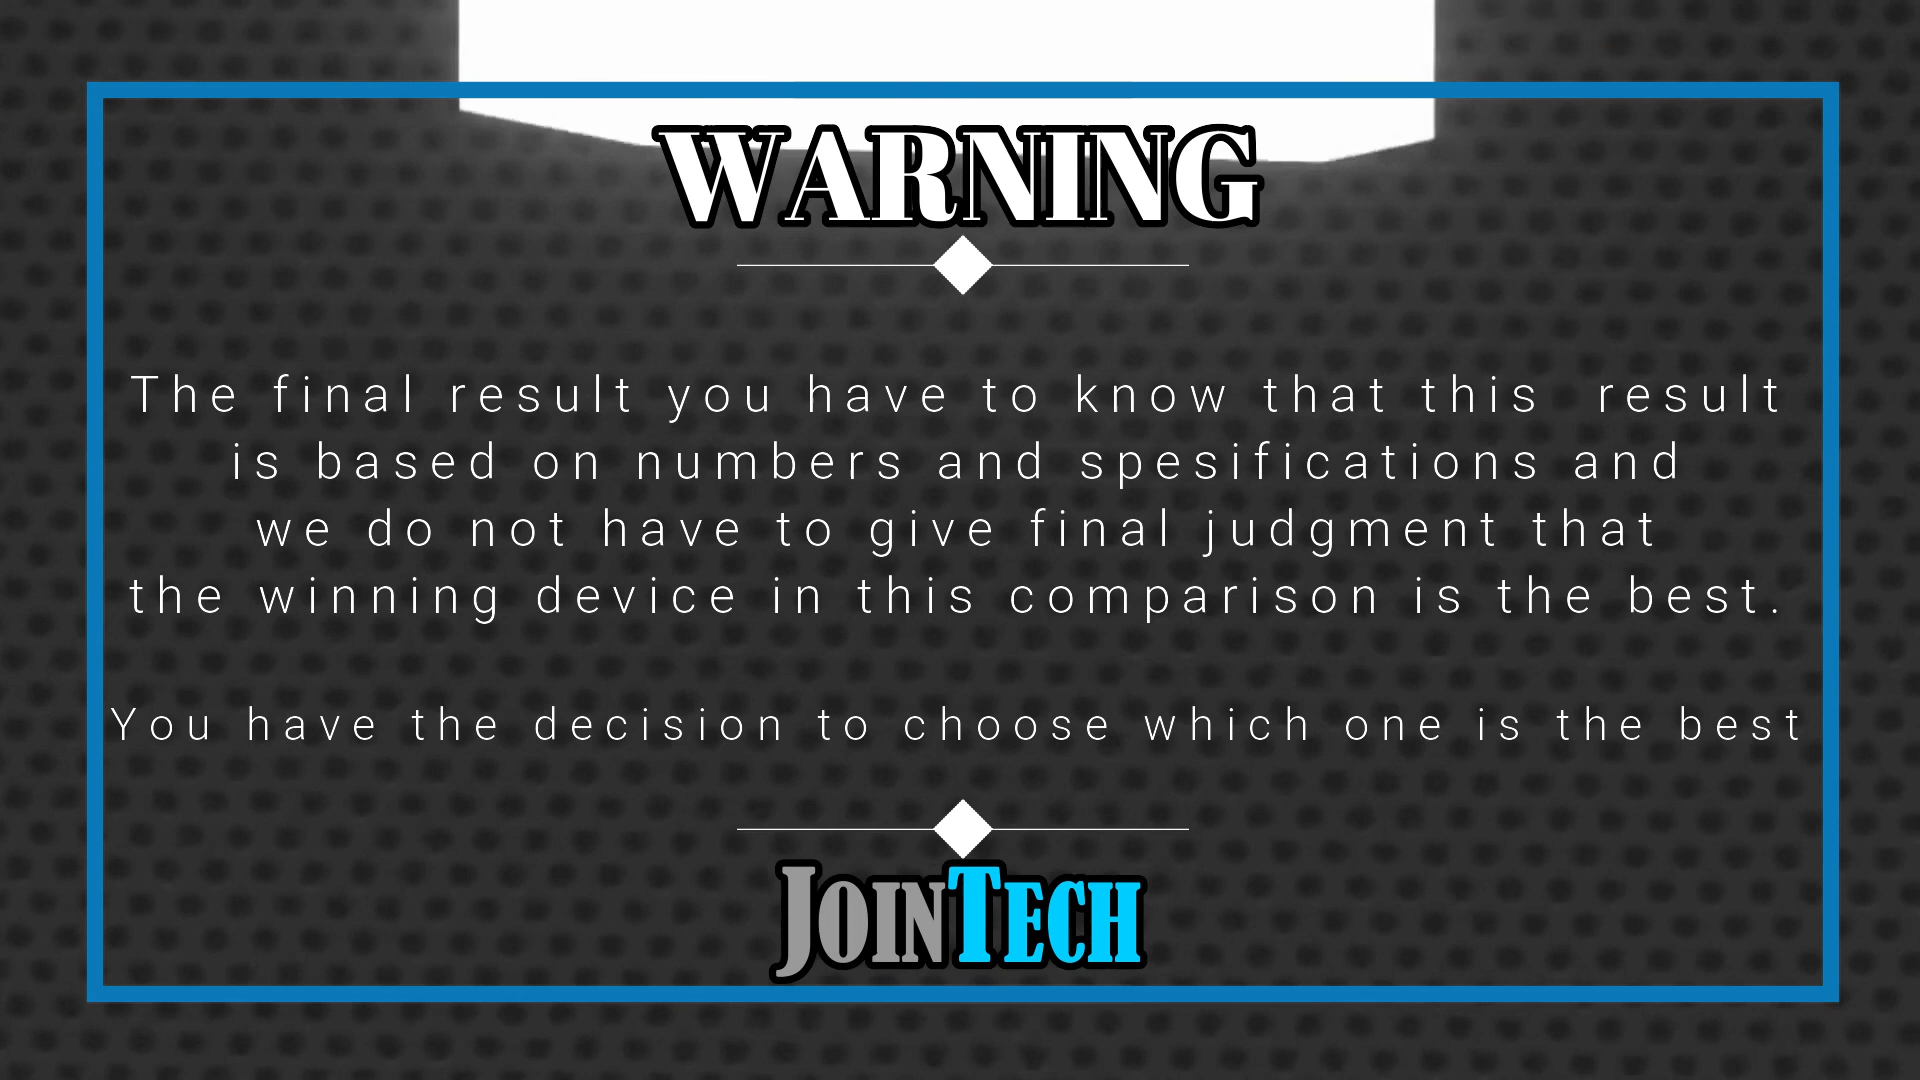 WARNING
The final result you have to know that this result
is based on numbers and spesifications and
we do not have to give final judgment that
the winning device in this comparison is the best.
You have the decision to choose which one is the best
JOINTECH